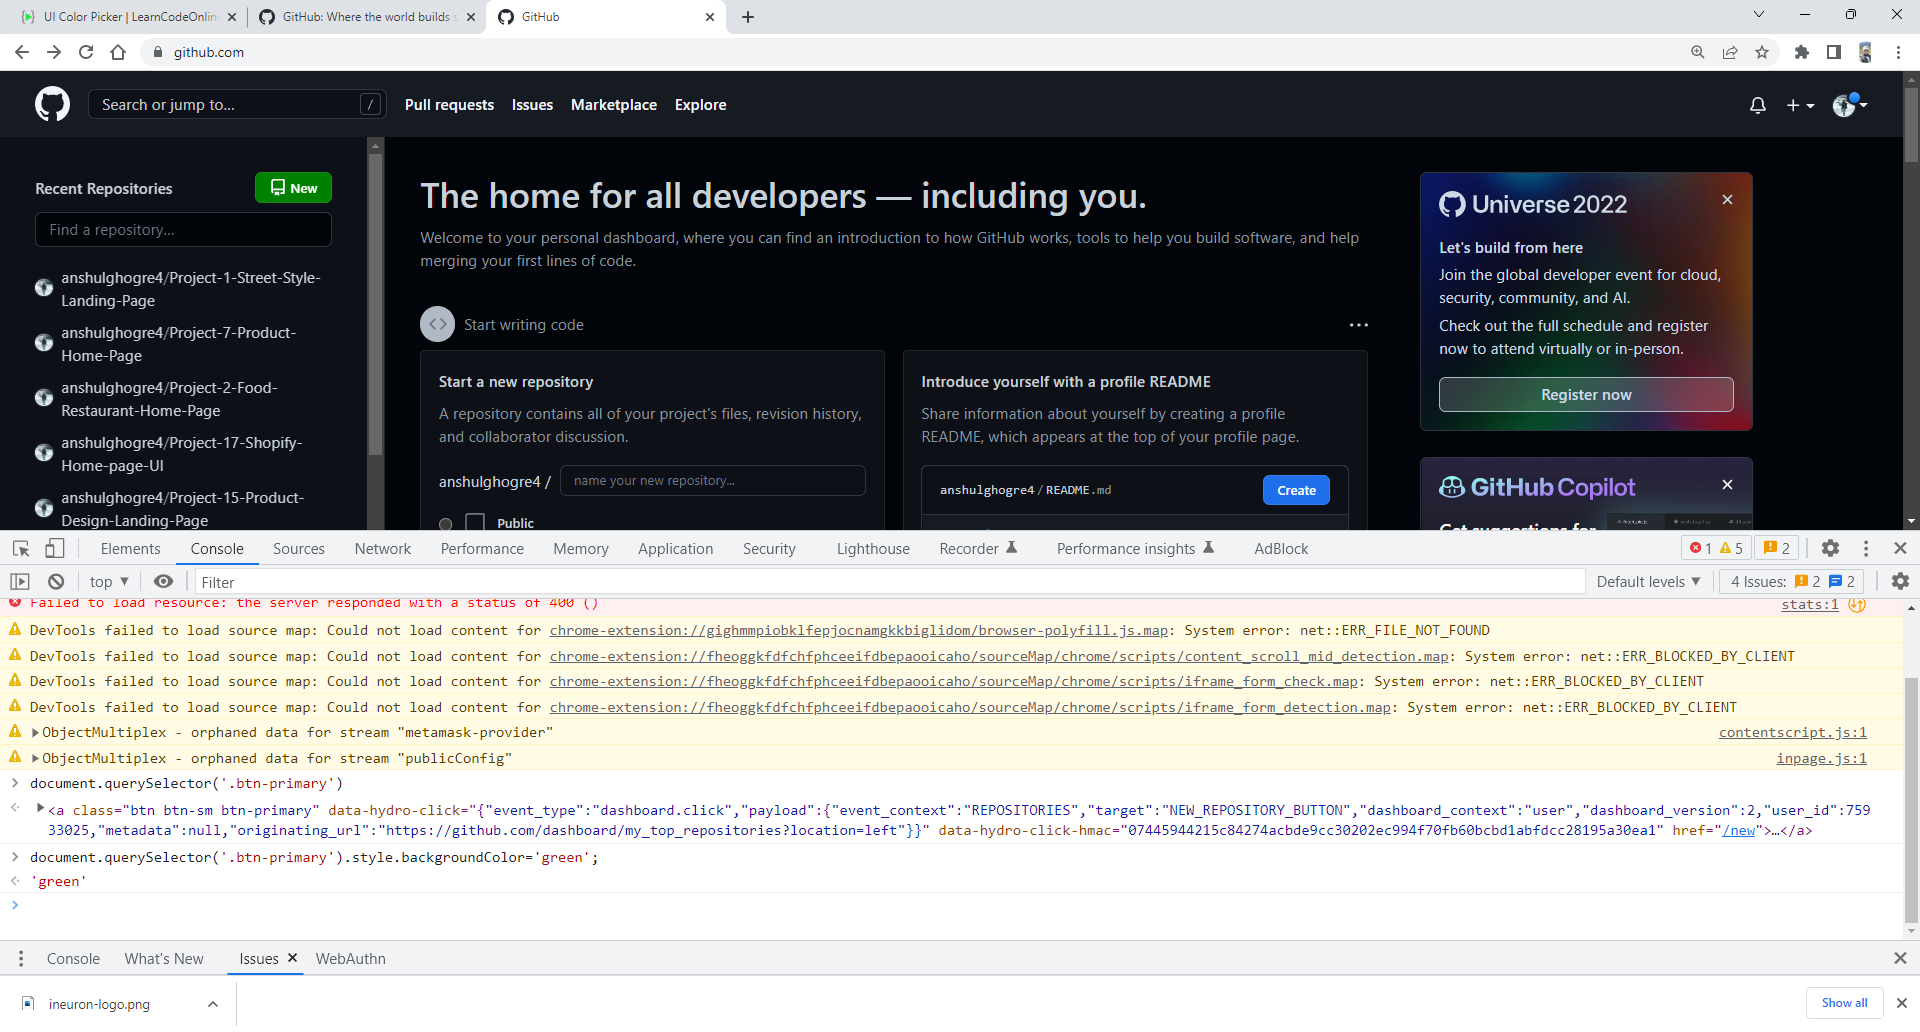 UI Color Picker | LearnCodeOnlin
GitHub: Where the world builds s
GitHub
github.com
Search or jump to...
/
Pull requests
Issues
Marketplace
Explore
Recent Repositories
New
Find a repository...
anshulghogre4/Project-1-Street-Style-
Landing-Page
anshulghogre4/Project-7-Product-
Home-Page
anshulghogre4/Project-2-Food-
Restaurant-Home-Page
anshulghogre4/Project-17-Shopify-
Home-page-UI
anshulghogre4/Project-15-Product-
Design-Landing-Page
The home for all developers — including you.
Welcome to your personal dashboard, where you can find an introduction to how GitHub works, tools to help you build software, and help
merging your first lines of code.
Start writing code
Start a new repository
A repository contains all of your project's files, revision history,
and collaborator discussion.
anshulghogre4 /
name your new repository...
Public
Introduce yourself with a profile README
Share information about yourself by creating a profile
README, which appears at the top of your profile page.
anshulghogre4 / README.md
Create
Universe 2022
Let's build from here
Join the global developer event for cloud,
security, community, and AI.
Check out the full schedule and register
now to attend virtually or in-person.
Register now
GitHub Copilot
Get suggestions for
Elements
Console
Sources
Network
Performance
Memory
Application
Security
Lighthouse
Recorder
Performance insights
AdBlock
1
5
2
top
Filter
Default levels
4 Issues: 2 2
Failed to load resource: the server responded with a status of 400 ()
stats:1
DevTools failed to load source map: Could not load content for chrome-extension://gighmmpiobklfepjocnamgkkbiglidom/browser-polyfill.js.map: System error: net::ERR_FILE_NOT_FOUND
DevTools failed to load source map: Could not load content for chrome-extension://fheoggkfdfchfphceeifdbepaooicaho/sourceMap/chrome/scripts/content_scroll_mid_detection.map: System error: net::ERR_BLOCKED_BY_CLIENT
DevTools failed to load source map: Could not load content for chrome-extension://fheoggkfdfchfphceeifdbepaooicaho/sourceMap/chrome/scripts/iframe_form_check.map: System error: net::ERR_BLOCKED_BY_CLIENT
DevTools failed to load source map: Could not load content for chrome-extension://fheoggkfdfchfphceeifdbepaooicaho/sourceMap/chrome/scripts/iframe_form_detection.map: System error: net::ERR_BLOCKED_BY_CLIENT
ObjectMultiplex - orphaned data for stream "metamask-provider"
contentscript.js:1
ObjectMultiplex - orphaned data for stream "publicConfig"
inpage.js:1
document.querySelector('.btn-primary')
<a class="btn btn-sm btn-primary" data-hydro-click="{"event_type":"dashboard.click","payload":{"event_context":"REPOSITORIES","target":"NEW_REPOSITORY_BUTTON","dashboard_context":"user","dashboard_version":2,"user_id":759
33025,"metadata":null,"originating_url":"https://github.com/dashboard/my_top_repositories?location=left"}}" data-hydro-click-hmac="07445944215c84274acbde9cc30202ec994f70fb60bcbd1abfdcc28195a30ea1" href="/new">…</a>
document.querySelector('.btn-primary').style.backgroundColor='green';
'green'
Console
What's New
Issues
WebAuthn
ineuron-logo.png
Show all